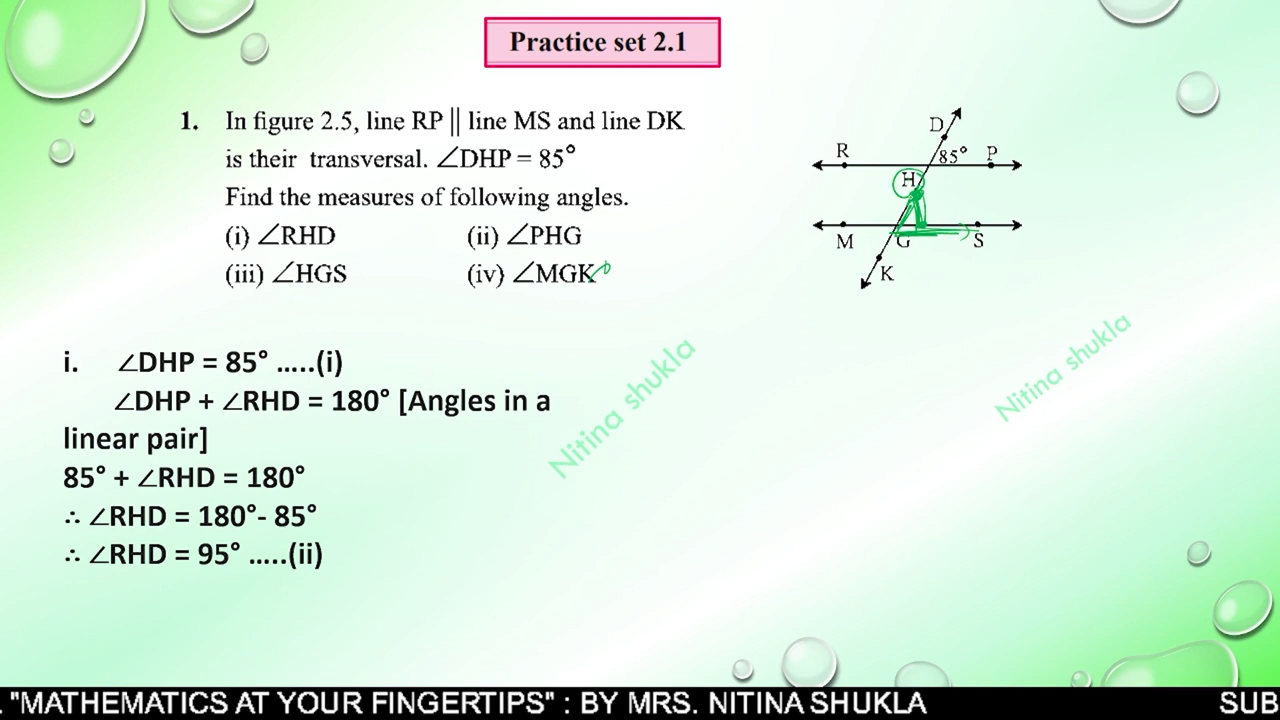 Practice set 2.1
1. In figure 2.5, line RP || line MS and line DK
is their transversal. ∠DHP = 85°
Find the measures of following angles.
(i) ∠RHD (ii) ∠PHG
(iii) ∠HGS (iv) ∠MGK
D
R 85° P
H
M G S
K
i. ∠DHP = 85° .....(i)
∠DHP + ∠RHD = 180° [Angles in a
linear pair]
85° + ∠RHD = 180°
∴ ∠RHD = 180°- 85°
∴ ∠RHD = 95° .....(ii)
Nitina shukla
Nitina shukla
. "MATHEMATICS AT YOUR FINGERTIPS" : BY MRS. NITINA SHUKLA SUB